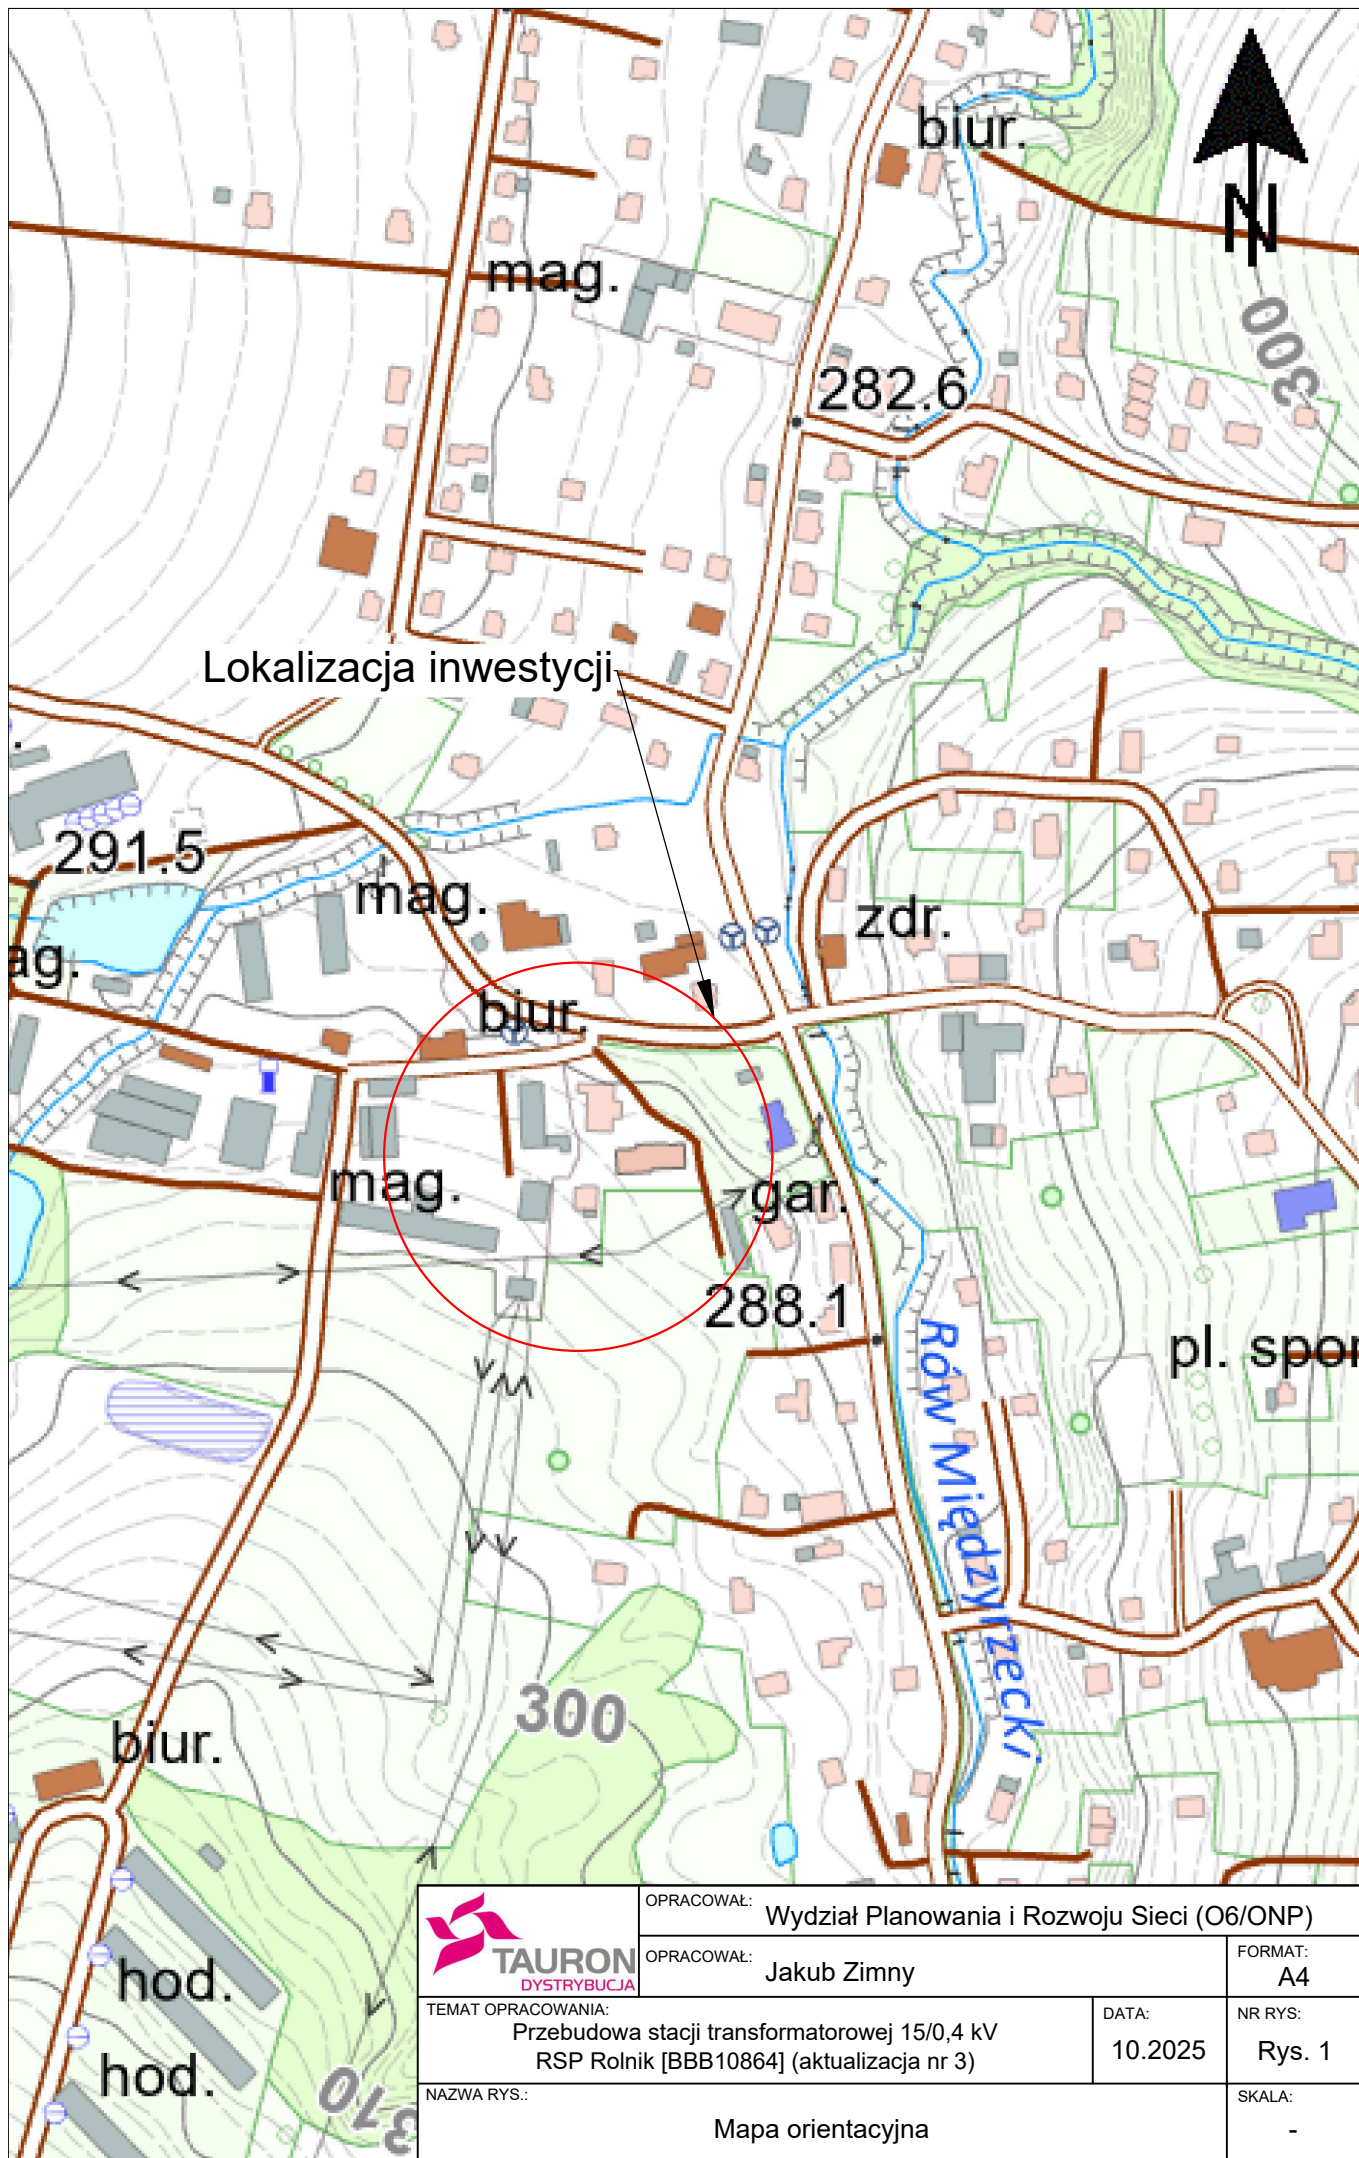 biur.
N
mag.
300
282.6
Lokalizacja inwestycji
291.5
mag.
zdr.
ag.
biur.
mag.
gar.
288.1
Rów Międzyrzecki
pl. spor
300
biur.
hod.
hod.
310
TAURON
DYSTRYBUCJA
OPRACOWAŁ: Wydział Planowania i Rozwoju Sieci (O6/ONP)
OPRACOWAŁ: Jakub Zimny
FORMAT:
A4
TEMAT OPRACOWANIA:
Przebudowa stacji transformatorowej 15/0,4 kV
RSP Rolnik [BBB10864] (aktualizacja nr 3)
DATA:
10.2025
NR RYS:
Rys. 1
NAZWA RYS.:
Mapa orientacyjna
SKALA:
-